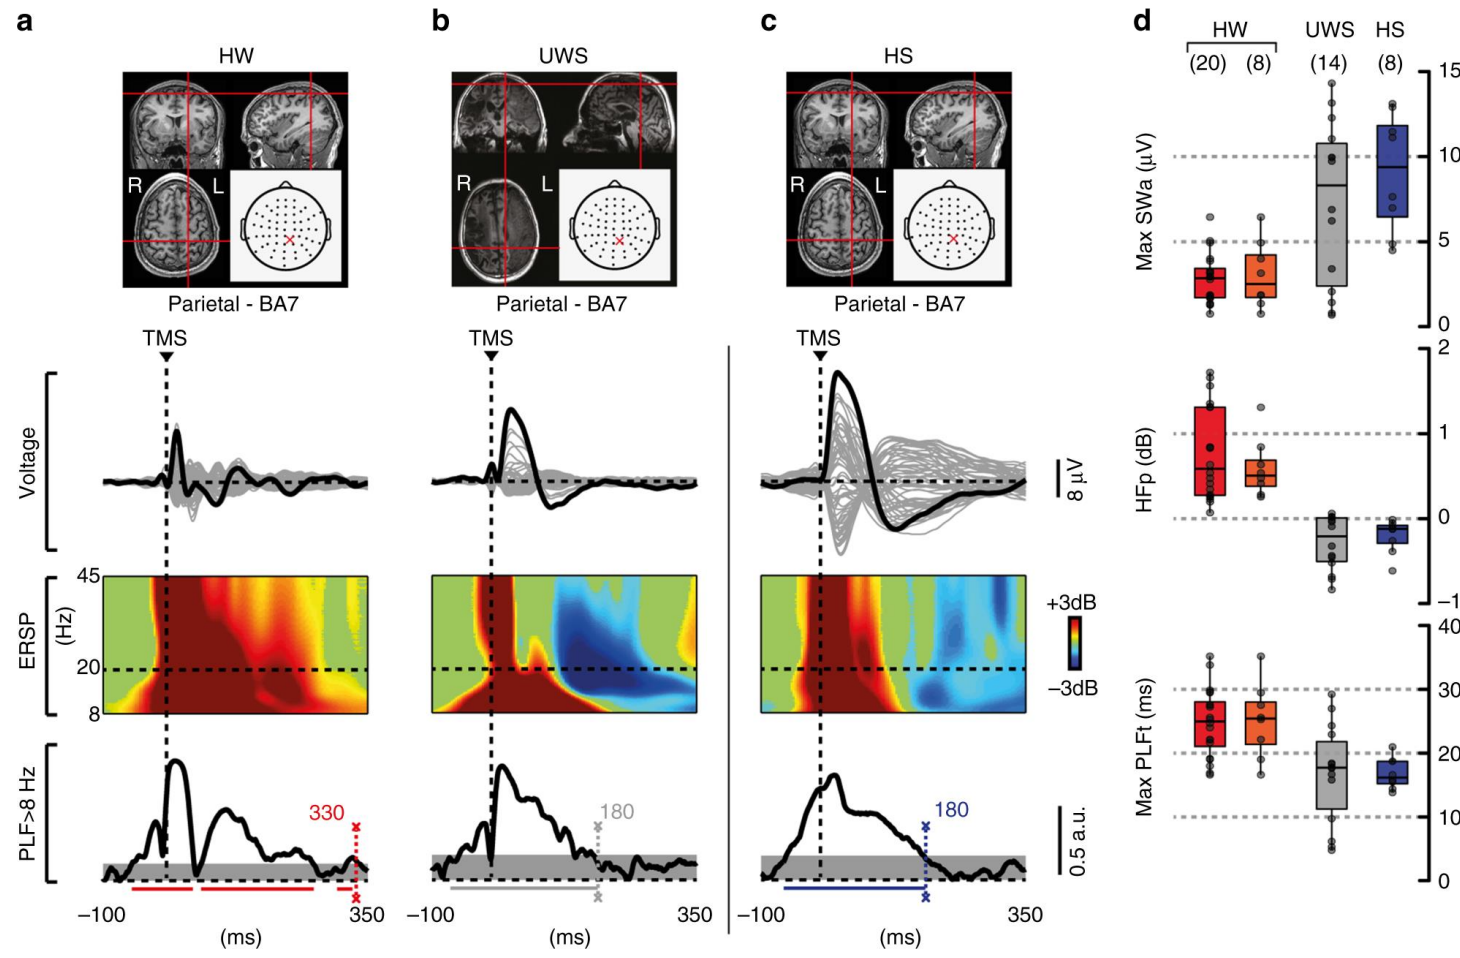 a
HW
R L
Parietal - BA7
TMS
Voltage
ERSP
(Hz)
45
20
8
PLF>8 Hz
330
–100 350
(ms)
b
UWS
R L
Parietal - BA7
TMS
180
–100 350
(ms)
c
HS
R L
Parietal - BA7
TMS
8 µV
+3dB
–3dB
180
0.5 a.u.
–100 350
(ms)
d
HW UWS HS
(20) (8) (14) (8)
Max SWa (µV)
15
10
5
0
HFp (dB)
2
1
0
–1
Max PLFt (ms)
40
30
20
10
0